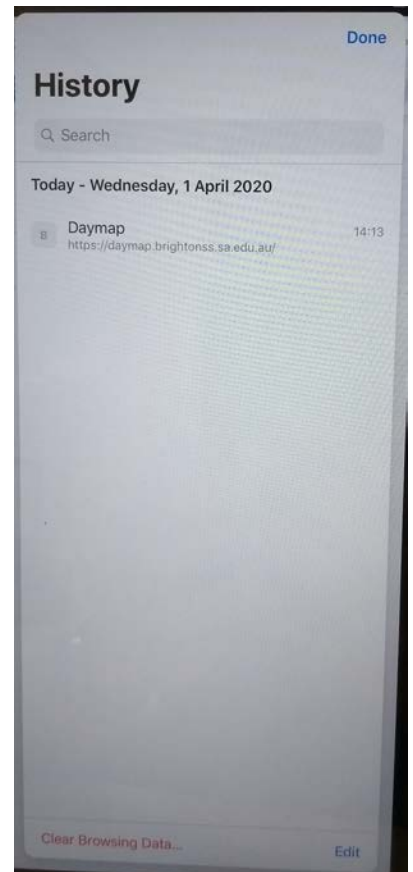 Done
History
Search
Today - Wednesday, 1 April 2020
B
Daymap
14:13
https://daymap.brightonss.sa.edu.au/
Clear Browsing Data...
Edit